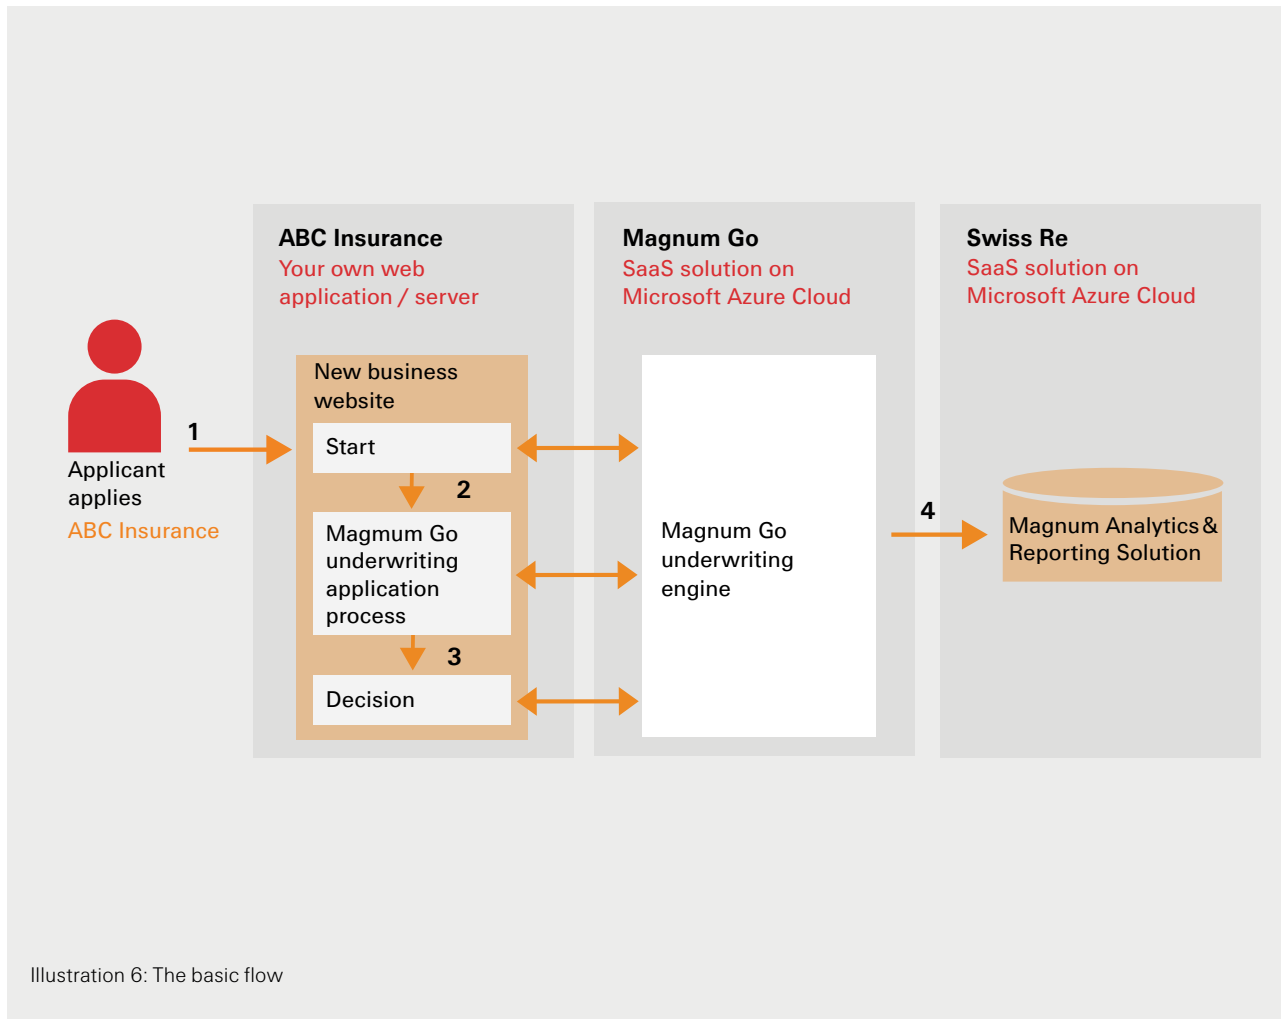 ABC Insurance
Your own web
application / server
Magnum Go
SaaS solution on
Microsoft Azure Cloud
Swiss Re
SaaS solution on
Microsoft Azure Cloud
1
Applicant
applies
ABC Insurance
New business
website
Start
2
Magmum Go
underwriting
application
process
3
Decision
Magnum Go
underwriting
engine
4
Magnum Analytics &
Reporting Solution
Illustration 6: The basic flow